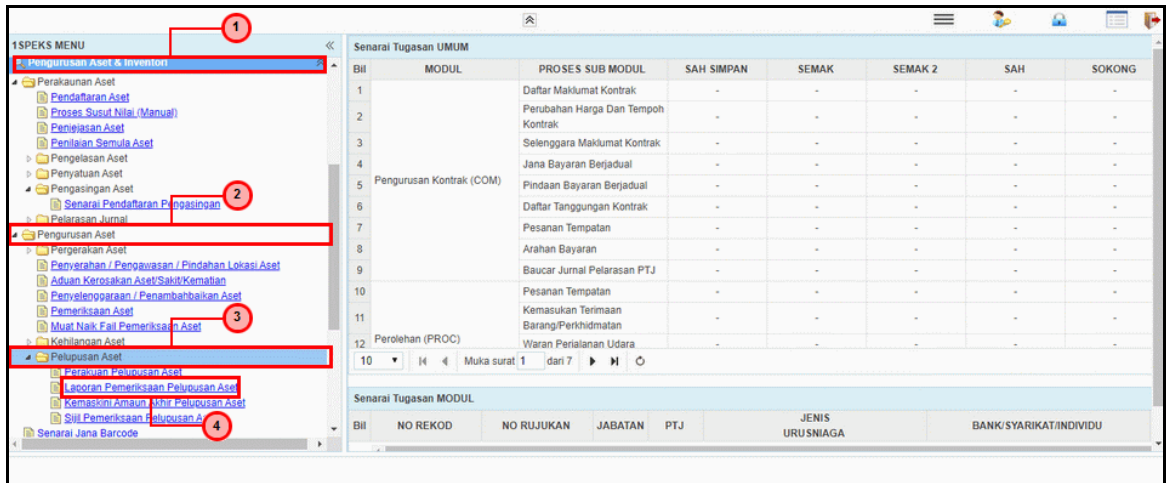 1
1SPEKS MENU
Pengurusan Aset & Inventori
Perakaunan Aset
Pendaftaran Aset
Proses Susut Nilai (Manual)
Penjejasan Aset
Penilaian Semula Aset
Pengelasan Aset
Penyatuan Aset
Pengasingan Aset
Senarai Pendaftaran Pengasingan
2
Pelarasan Jurnal
Pengurusan Aset
Pergerakan Aset
Penyerahan / Pengawasan / Pindahan Lokasi Aset
Aduan Kerosakan Aset/Sakit/Kematian
Penyelenggaraan / Penambahbaikan Aset
Pemeriksaan Aset
3
Muat Naik Fail Pemeriksaan Aset
Kehilangan Aset
Pelupusan Aset
Perakuan Pelupusan Aset
Laporan Pemeriksaan Pelupusan Aset
Kemaskini Amaun Akhir Pelupusan Aset
Sijil Pemeriksaan Pelupusan
4
Senarai Jana Barcode
Senarai Tugasan UMUM
Bil MODUL PROSES SUB MODUL SAH SIMPAN SEMAK SEMAK 2 SAH SOKONG
1 Daftar Maklumat Kontrak - - - - -
2 Perubahan Harga Dan Tempoh Kontrak - - - - -
3 Selenggara Maklumat Kontrak - - - - -
4 Jana Bayaran Berjadual - - - - -
5 Pengurusan Kontrak (COM) Pindaan Bayaran Berjadual - - - - -
6 Daftar Tanggungan Kontrak - - - - -
7 Pesanan Tempatan - - - - -
8 Arahan Bayaran - - - - -
9 Baucar Jurnal Pelarasan PTJ - - - - -
10 Pesanan Tempatan - - - - -
11 Kemasukan Terimaan Barang/Perkhidmatan - - - - -
12 Perolehan (PROC) Waran Perjalanan Udara - - - - -
10 Muka surat 1 dari 7
Senarai Tugasan MODUL
Bil NO REKOD NO RUJUKAN JABATAN PTJ JENIS URUSNIAGA BANK/SYARIKAT/INDIVIDU